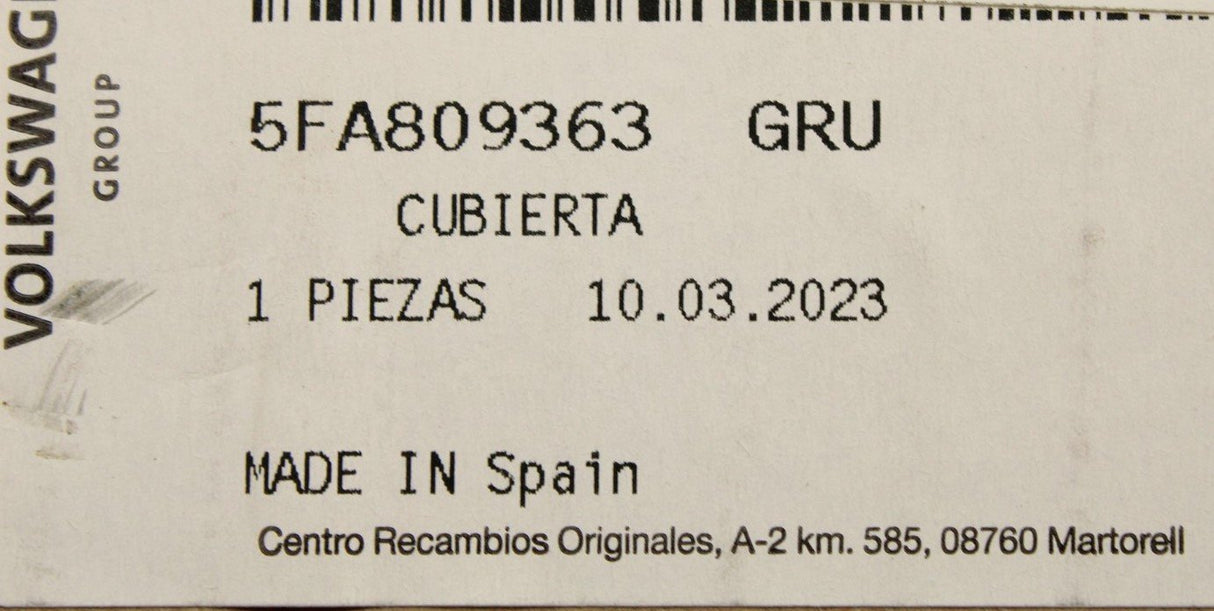 VOLKSWAG
GROUP
5FA809363 GRU
CUBIERTA
1 PIEZAS 10.03.2023
MADE IN Spain
Centro Recambios Originales, A-2 km. 585, 08760 Martorell